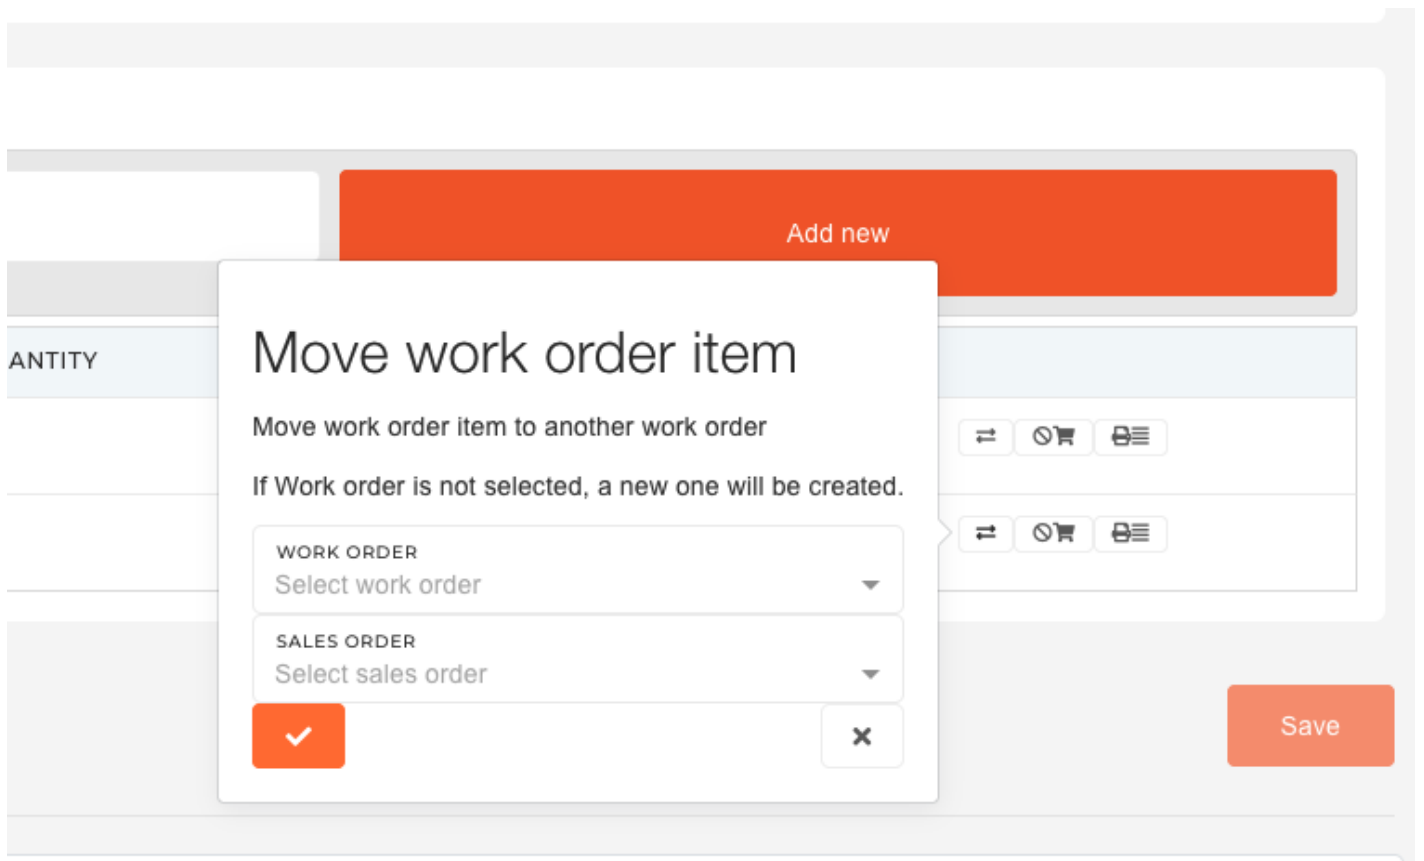 Add new
ANTITY
Move work order item
Move work order item to another work order
If Work order is not selected, a new one will be created.
WORK ORDER
Select work order
SALES ORDER
Select sales order
Save